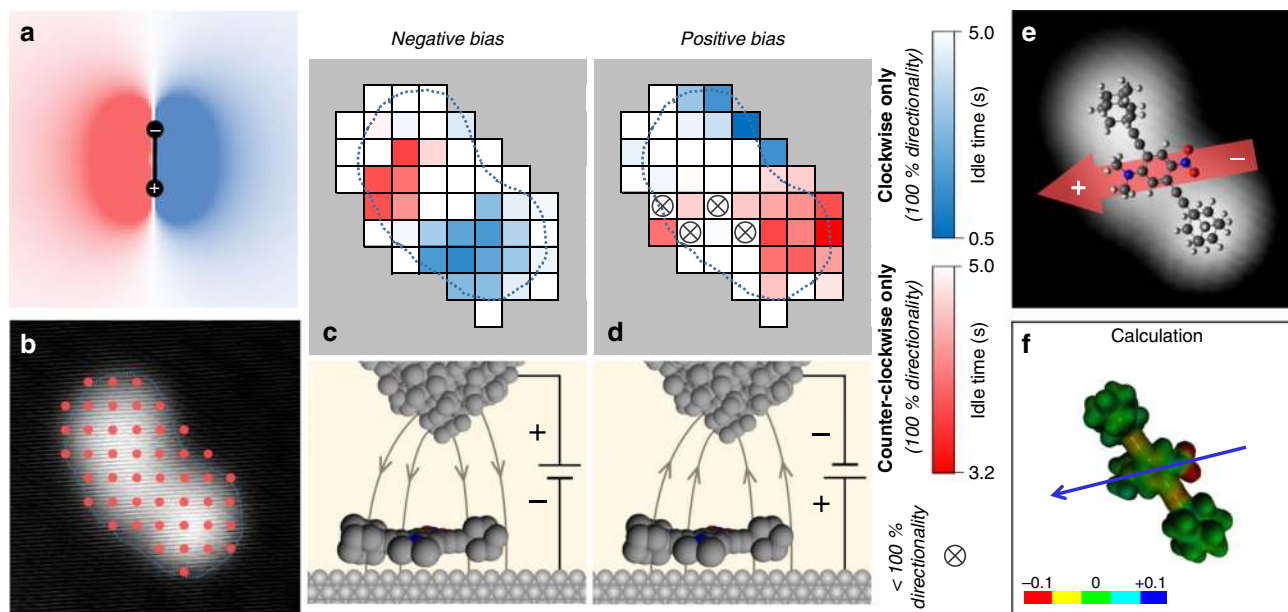 a
−
+
b
Negative bias
c
Positive bias
d
+
−
−
+
Clockwise only
(100 % directionality)
5.0
Idle time (s)
0.5
Counter-clockwise only
(100 % directionality)
5.0
Idle time (s)
3.2
< 100 %
directionality
e
+
−
f
Calculation
−0.1
0
+0.1